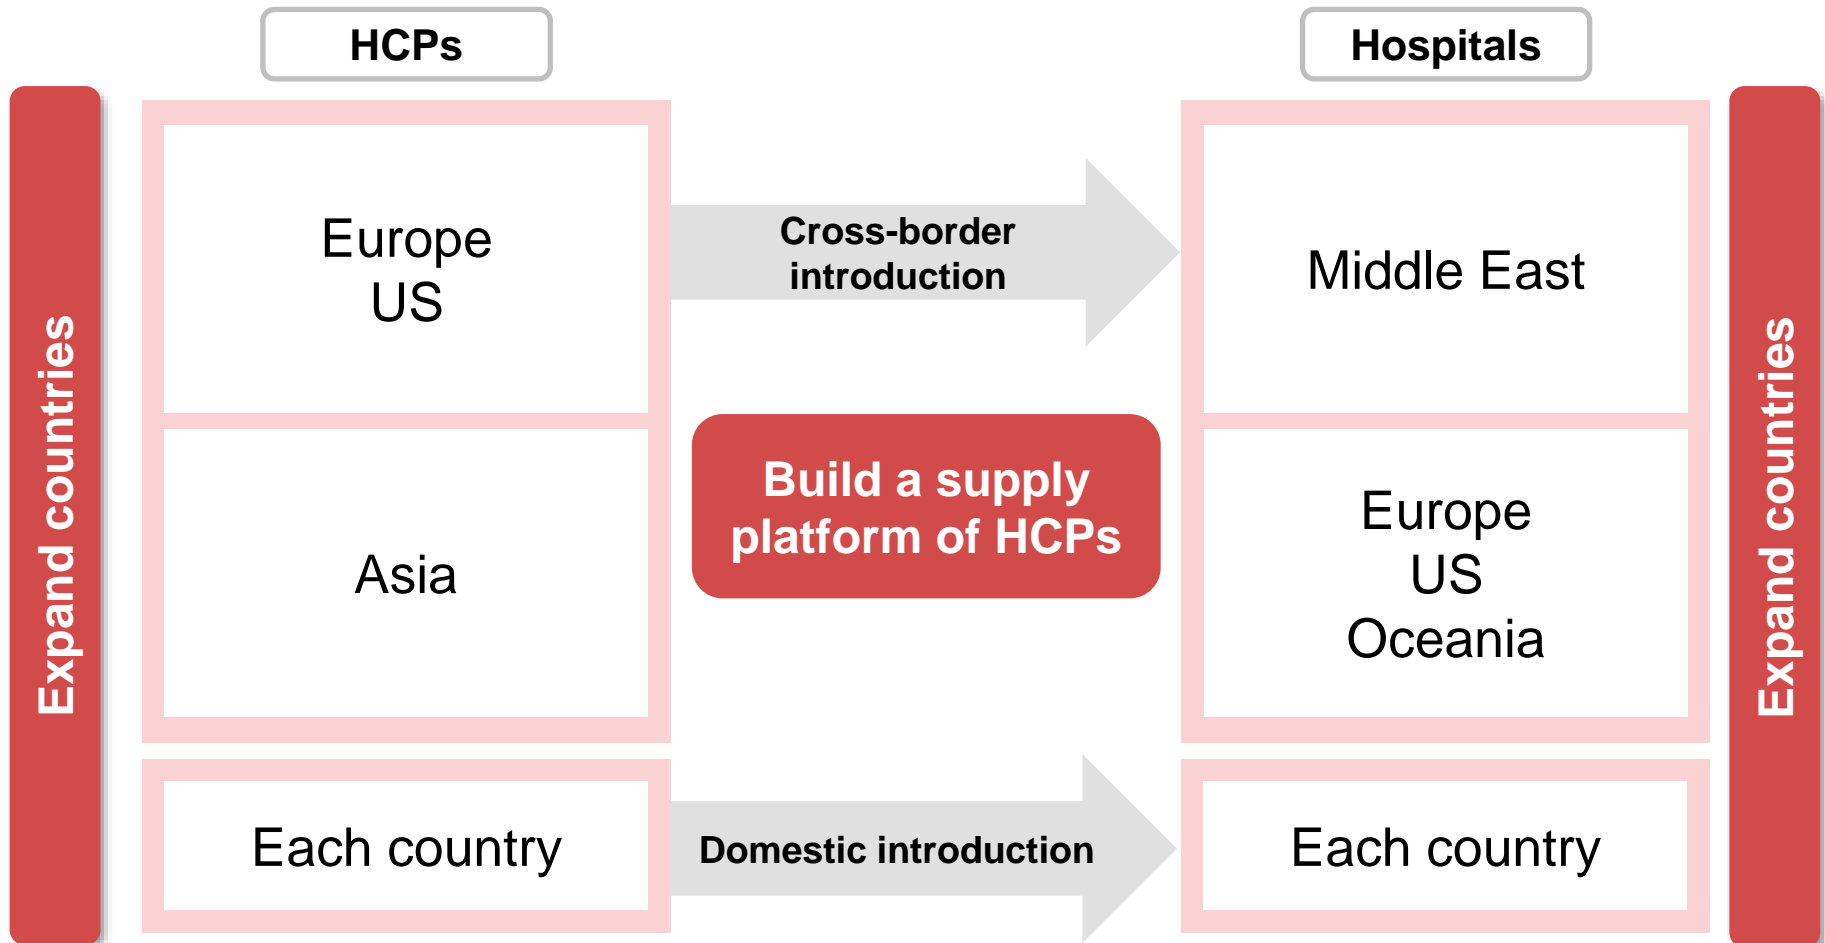 HCPs
Hospitals
Expand countries
Europe
US
Cross-border
introduction
Middle East
Asia
Build a supply
platform of HCPs
Europe
US
Oceania
Each country
Domestic introduction
Each country
Expand countries